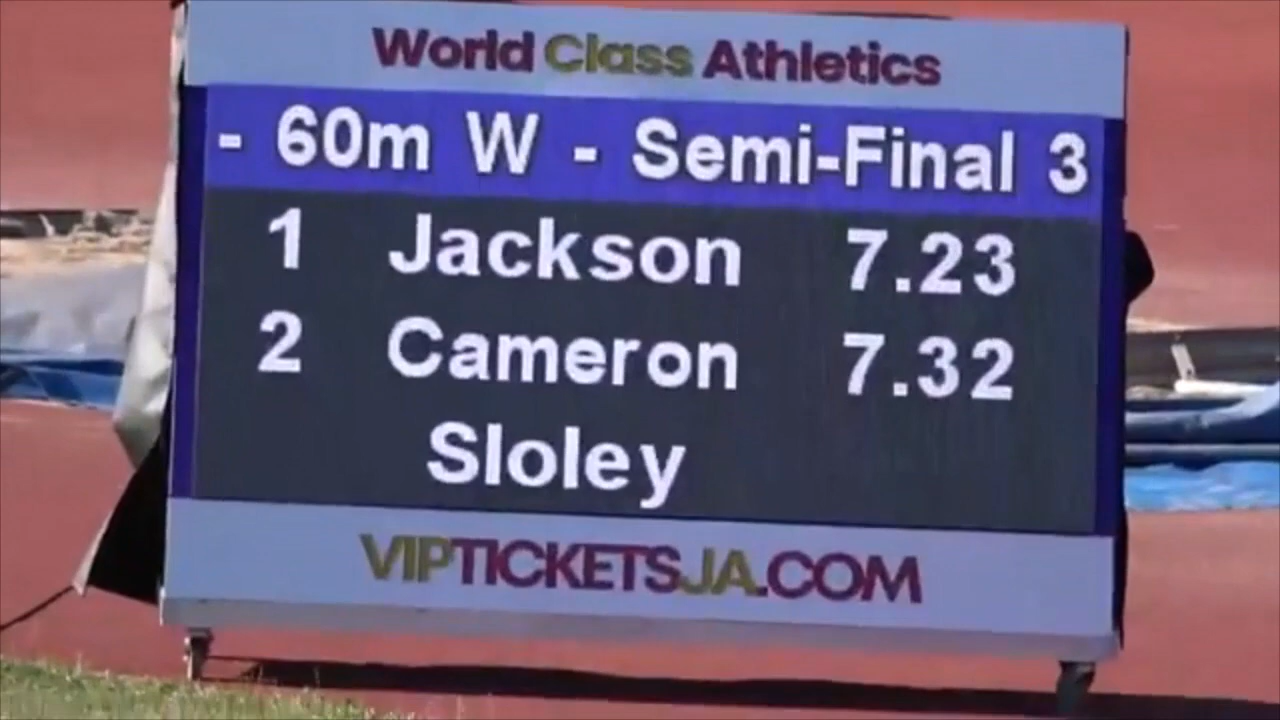 World Class Athletics
- 60m W - Semi-Final 3
1 Jackson 7.23
2 Cameron 7.32
Sloley
VIPTICKETSJA.COM